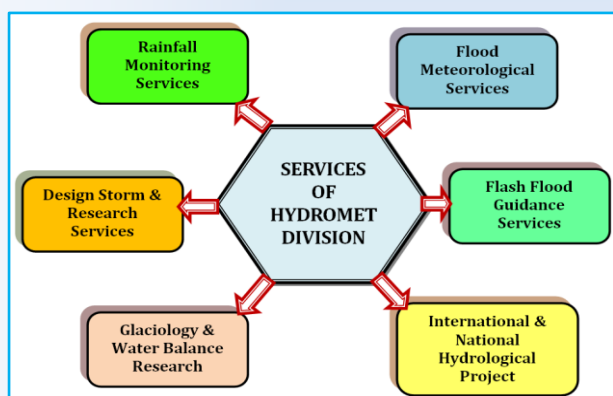 Rainfall
Monitoring
Services
Flood
Meteorological
Services
SERVICES
OF
HYDROMET
DIVISION
Design Storm &
Research
Services
Flash Flood
Guidance
Services
Glaciology &
Water Balance
Research
International &
National
Hydrological
Project